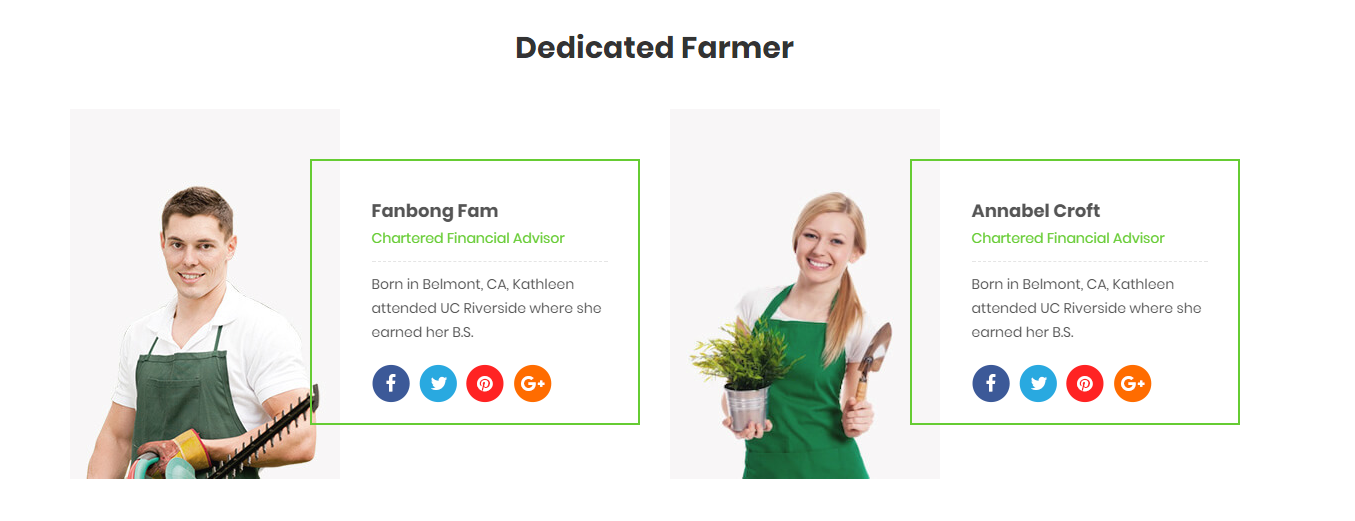 Dedicated Farmer
Fanbong Fam
Chartered Financial Advisor
Born in Belmont, CA, Kathleen
attended UC Riverside where she
earned her B.S.
Annabel Croft
Chartered Financial Advisor
Born in Belmont, CA, Kathleen
attended UC Riverside where she
earned her B.S.